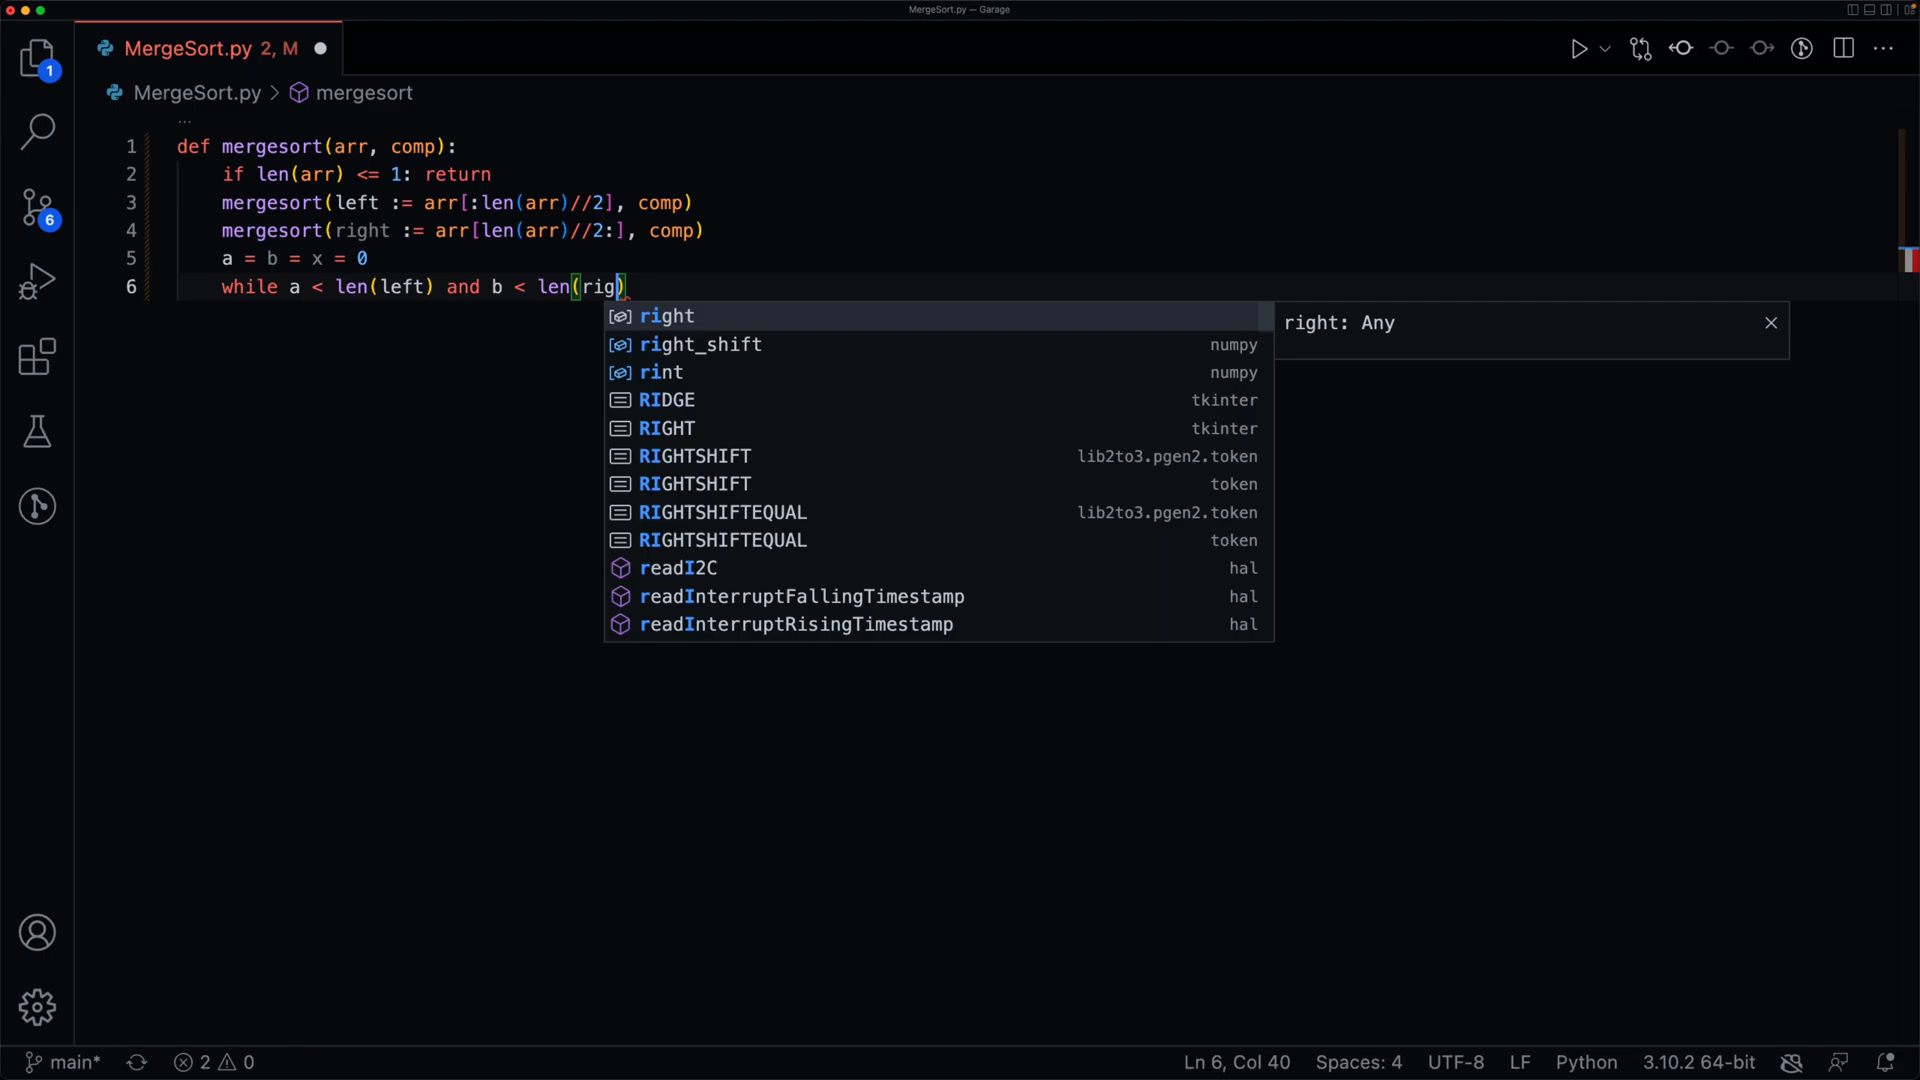 MergeSort.py — Garage
MergeSort.py 2, M
1
MergeSort.py > mergesort
...
1 def mergesort(arr, comp):
2 if len(arr) <= 1: return
3 mergesort(left := arr[:len(arr)//2], comp)
4 mergesort(right := arr[len(arr)//2:], comp)
5 a = b = x = 0
6 while a < len(left) and b < len(rig)
6
right
right: Any
right_shift numpy
rint numpy
RIDGE tkinter
RIGHT tkinter
RIGHTSHIFT lib2to3.pgen2.token
RIGHTSHIFT token
RIGHTSHIFTEQUAL lib2to3.pgen2.token
RIGHTSHIFTEQUAL token
readI2C hal
readInterruptFallingTimestamp hal
readInterruptRisingTimestamp hal
main* 2 0 Ln 6, Col 40 Spaces: 4 UTF-8 LF Python 3.10.2 64-bit